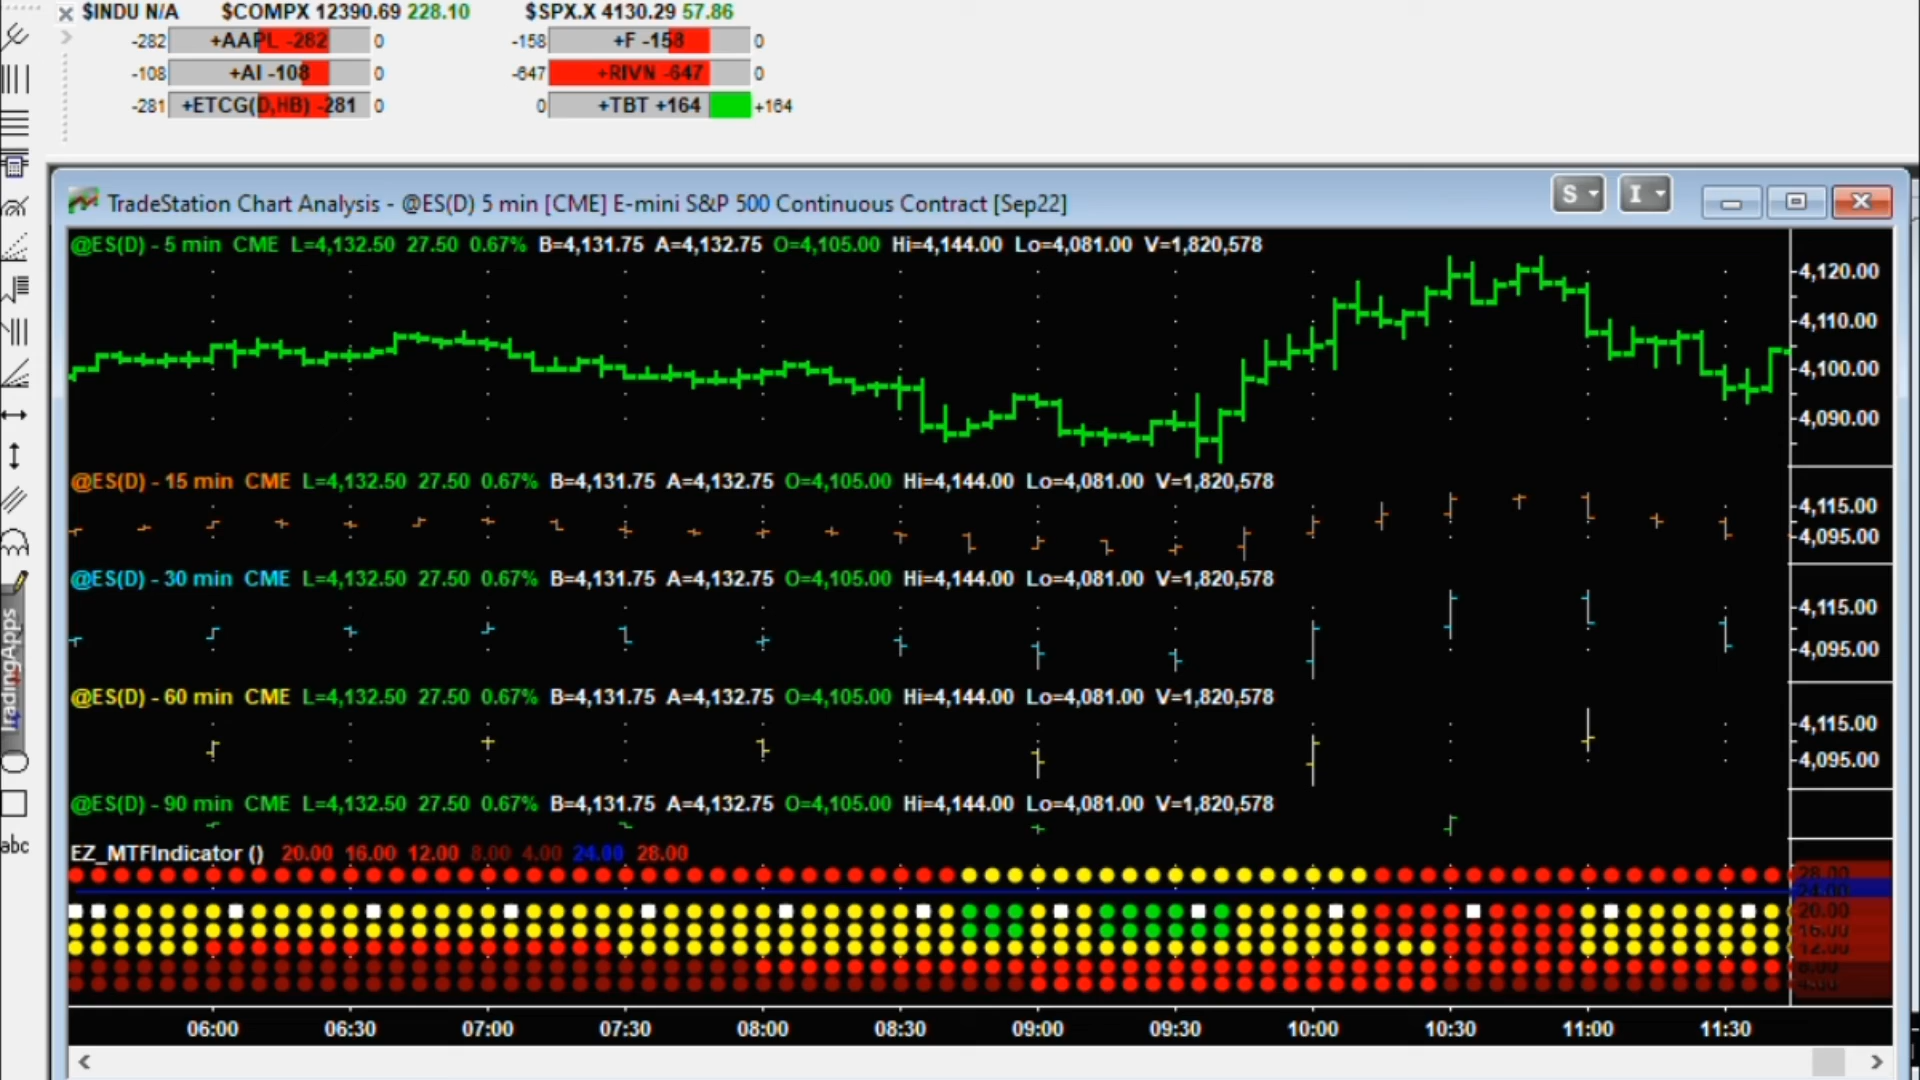 $INDU N/A $COMPX 12390.69 228.10 $SPX.X 4130.29 57.86
-282 +AAPL -282 0 -158 +F -158 0
-108 +AI -108 0 -647 +RIVN -647 0
-281 +ETCG(D,HB) -281 0 0 +TBT +164 +164
TradeStation Chart Analysis - @ES(D) 5 min [CME] E-mini S&P 500 Continuous Contract [Sep22] S I
@ES(D) - 5 min CME L=4,132.50 27.50 0.67% B=4,131.75 A=4,132.75 O=4,105.00 Hi=4,144.00 Lo=4,081.00 V=1,820,578
4,120.00
4,110.00
4,100.00
4,090.00
@ES(D) - 15 min CME L=4,132.50 27.50 0.67% B=4,131.75 A=4,132.75 O=4,105.00 Hi=4,144.00 Lo=4,081.00 V=1,820,578
4,115.00
4,095.00
@ES(D) - 30 min CME L=4,132.50 27.50 0.67% B=4,131.75 A=4,132.75 O=4,105.00 Hi=4,144.00 Lo=4,081.00 V=1,820,578
4,115.00
4,095.00
TradingApps
@ES(D) - 60 min CME L=4,132.50 27.50 0.67% B=4,131.75 A=4,132.75 O=4,105.00 Hi=4,144.00 Lo=4,081.00 V=1,820,578
4,115.00
4,095.00
@ES(D) - 90 min CME L=4,132.50 27.50 0.67% B=4,131.75 A=4,132.75 O=4,105.00 Hi=4,144.00 Lo=4,081.00 V=1,820,578
abc
EZ_MTFIndicator () 20.00 16.00 12.00 8.00 4.00 24.00 28.00
28.00
24.00
20.00
16.00
12.00
8.00
06:00 06:30 07:00 07:30 08:00 08:30 09:00 09:30 10:00 10:30 11:00 11:30